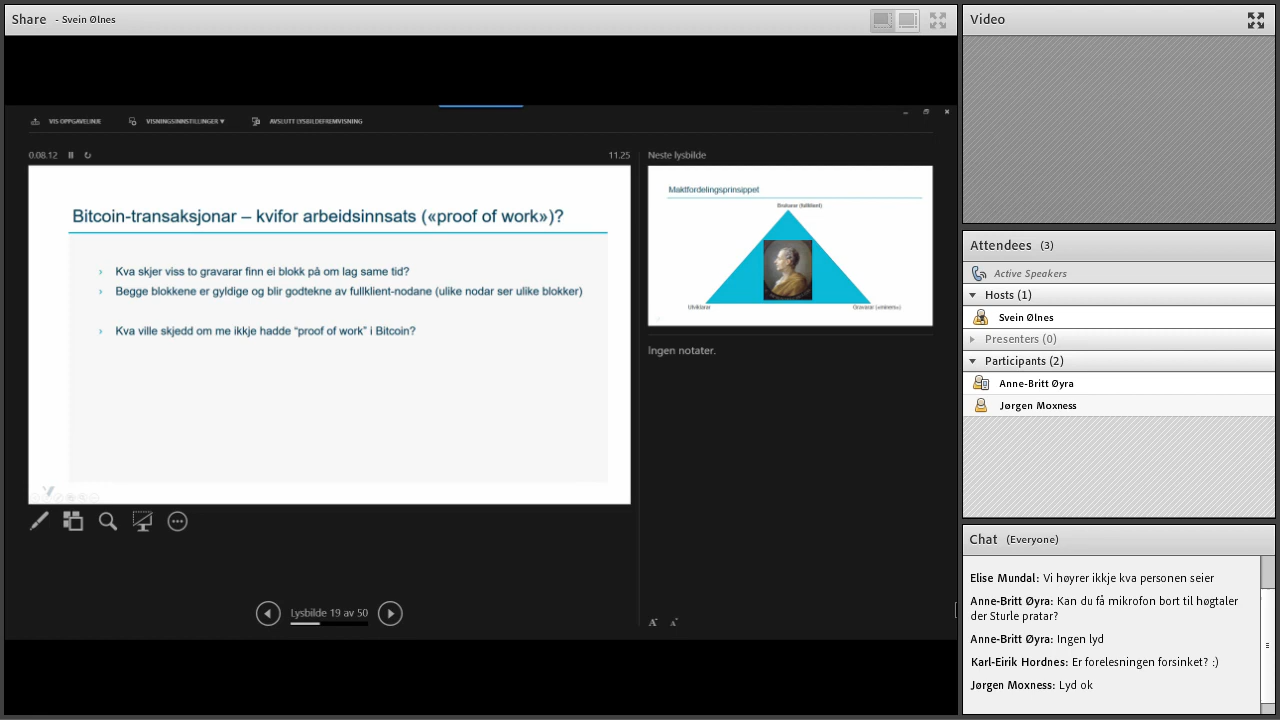 Share - Svein Ølnes
VIS OPPGAVELINJE VISNINGSINNSTILLINGER ▼ AVSLUTT LYSBILDEFREMVISNING
0.08.12 11.25
Bitcoin-transaksjonar – kvifor arbeidsinnsats («proof of work»)?
› Kva skjer viss to gravarar finn ei blokk på om lag same tid?
› Begge blokkene er gyldige og blir godtekne av fullklient-nodane (ulike nodar ser ulike blokker)
› Kva ville skjedd om me ikkje hadde “proof of work” i Bitcoin?
Lysbilde 19 av 50
Neste lysbilde
Maktfordelingsprinsippet
Brukarar (fullklient)
Utviklarar Gravarar («miners»)
Ingen notater.
A A
Video
Attendees (3)
Active Speakers
Hosts (1)
Svein Ølnes
Presenters (0)
Participants (2)
Anne-Britt Øyra
Jørgen Moxness
Chat (Everyone)
Elise Mundal: Vi høyrer ikkje kva personen seier
Anne-Britt Øyra: Kan du få mikrofon bort til høgtaler
der Sturle pratar?
Anne-Britt Øyra: Ingen lyd
Karl-Eirik Hordnes: Er forelesningen forsinket? :)
Jørgen Moxness: Lyd ok